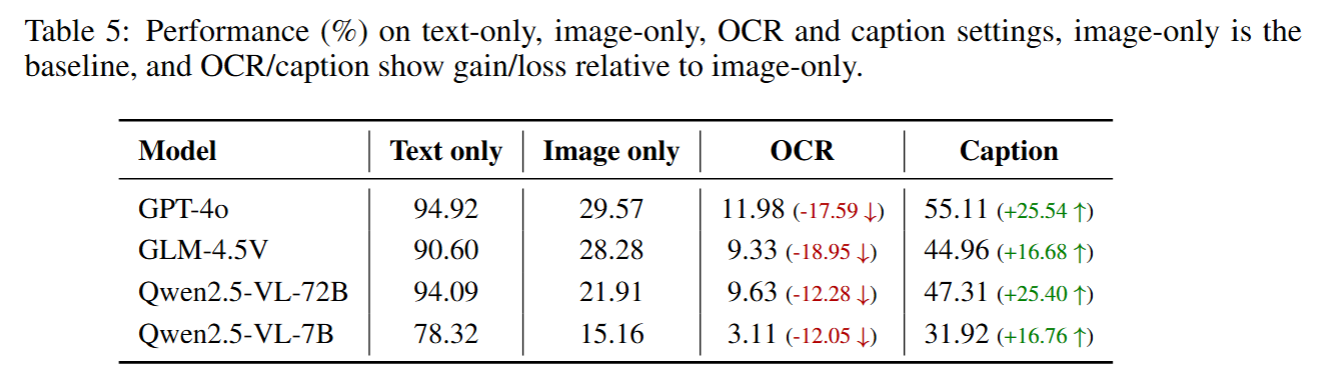 Table 5: Performance (%) on text-only, image-only, OCR and caption settings, image-only is the
baseline, and OCR/caption show gain/loss relative to image-only.
Model Text only Image only OCR Caption
GPT-4o 94.92 29.57 11.98 (-17.59 ↓) 55.11 (+25.54 ↑)
GLM-4.5V 90.60 28.28 9.33 (-18.95 ↓) 44.96 (+16.68 ↑)
Qwen2.5-VL-72B 94.09 21.91 9.63 (-12.28 ↓) 47.31 (+25.40 ↑)
Qwen2.5-VL-7B 78.32 15.16 3.11 (-12.05 ↓) 31.92 (+16.76 ↑)